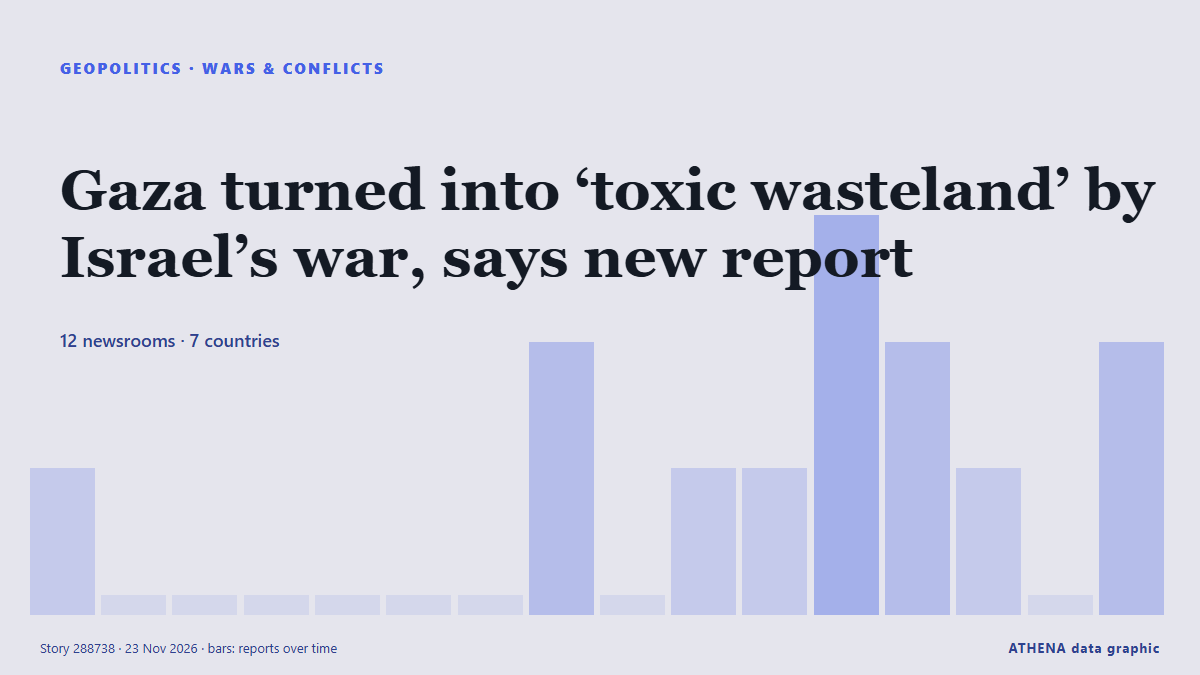 GEOPOLITICS · WARS & CONFLICTS
Gaza turned into ‘toxic wasteland’ by
Israel’s war, says new report
12 newsrooms · 7 countries
Story 288738 · 23 Nov 2026 · bars: reports over time
ATHENA data graphic